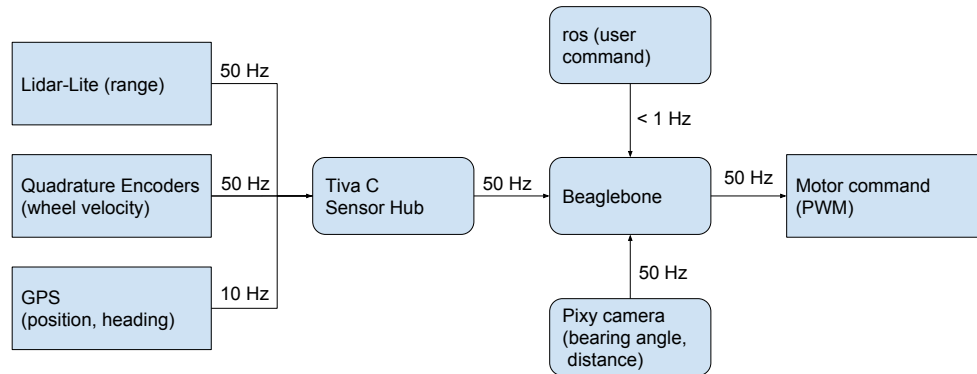 ros (user
command)
50 Hz
Lidar-Lite (range)
< 1 Hz
Quadrature Encoders
(wheel velocity)
50 Hz
Tiva C
Sensor Hub
50 Hz
Beaglebone
50 Hz
Motor command
(PWM)
50 Hz
GPS
(position, heading)
10 Hz
Pixy camera
(bearing angle,
distance)